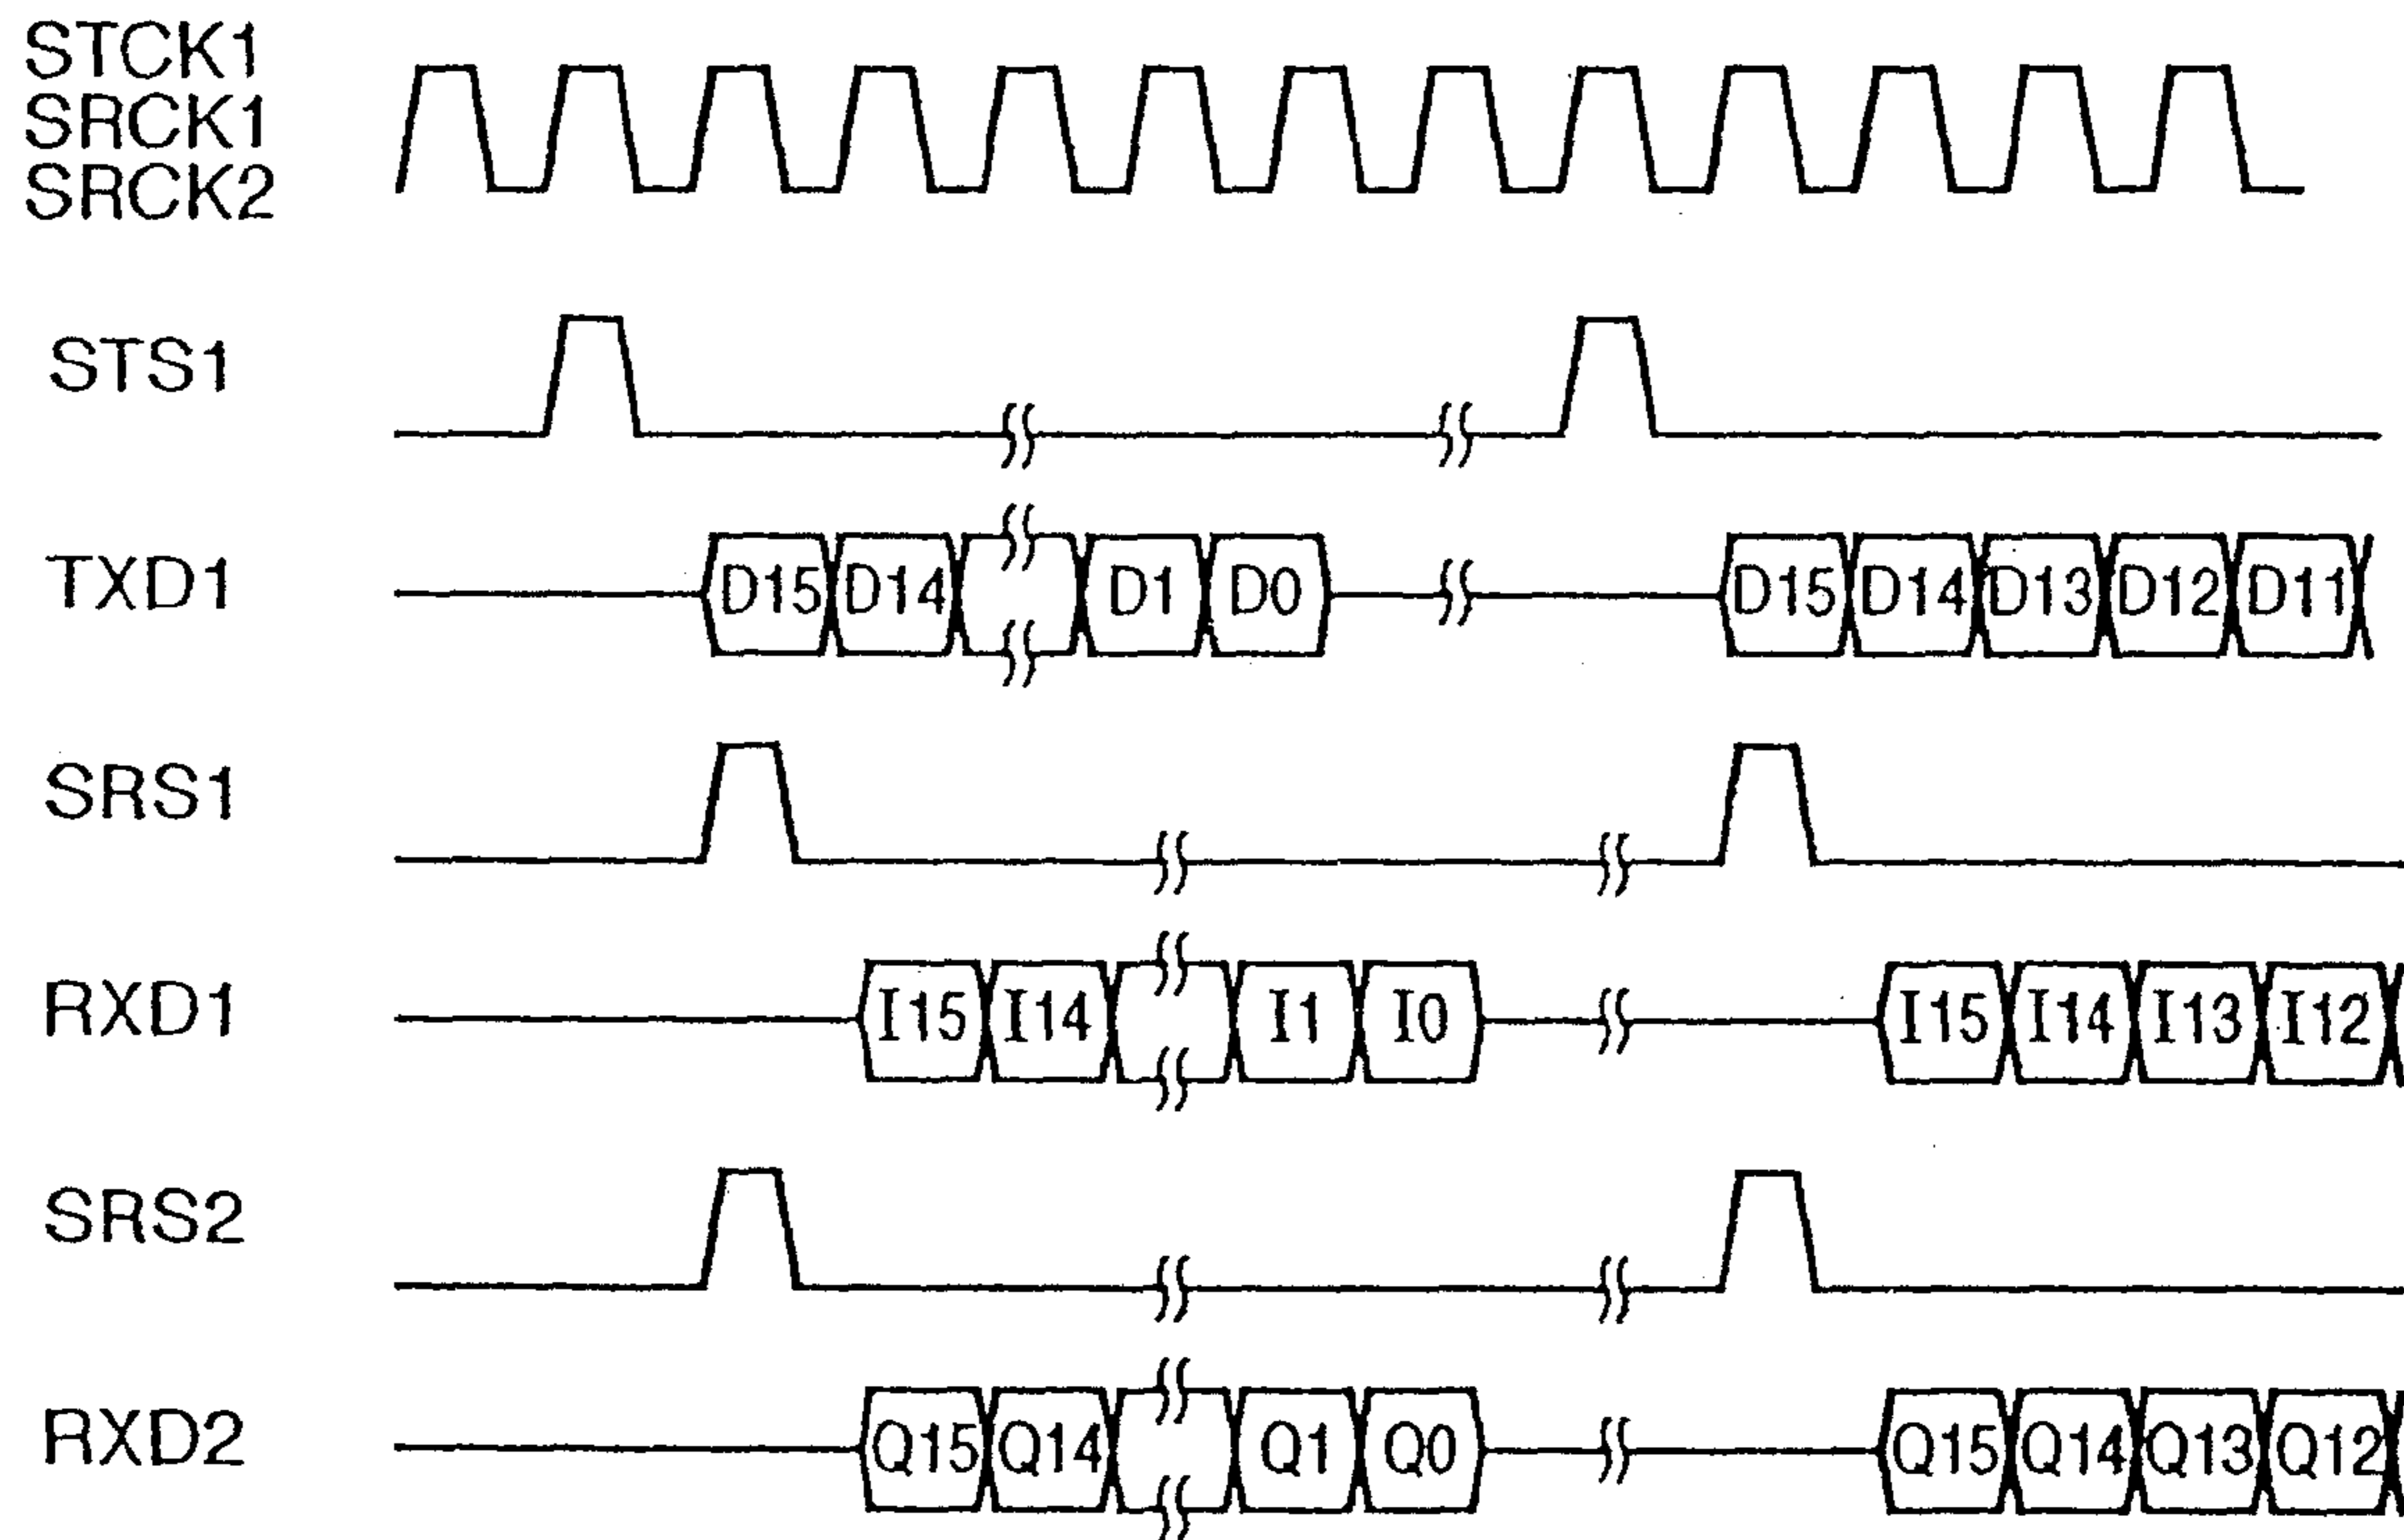 STCK1
SRCK1
SRCK2
STS1
TXD1 D15 D14 D1 D0 D15 D14 D13 D12 D11
SRS1
RXD1 I15 I14 I1 I0 I15 I14 I13 I12
SRS2
RXD2 Q15 Q14 Q1 Q0 Q15 Q14 Q13 Q12